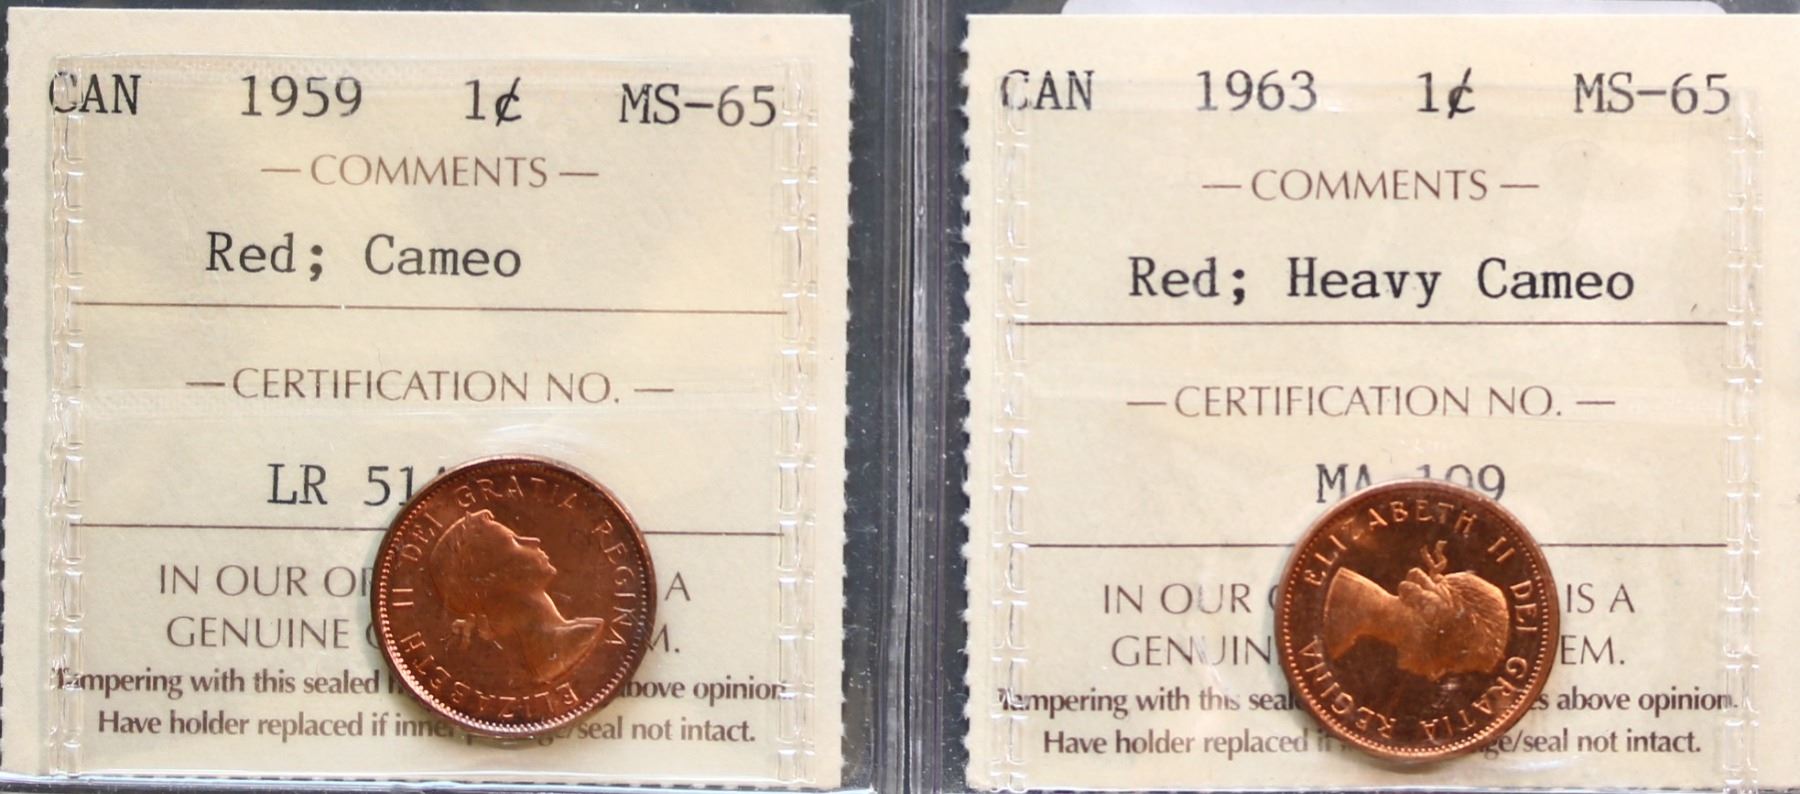 CAN 1959 1¢ MS-65
— COMMENTS —
Red; Cameo
— CERTIFICATION NO. —
LR 51
IN OUR A
GENUINE M.
Tampering with this sealed above opinion
Have holder replaced if /seal not intact.
ELIZABETH II DEI GRATIA REGINA
CAN 1963 1¢ MS-65
— COMMENTS —
Red; Heavy Cameo
— CERTIFICATION NO. —
MA 109
IN OUR IS A
GENUIN EM.
Tampering with this seal s above opinion.
Have holder replaced ge/seal not intact.
ELIZABETH II DEI GRATIA REGINA